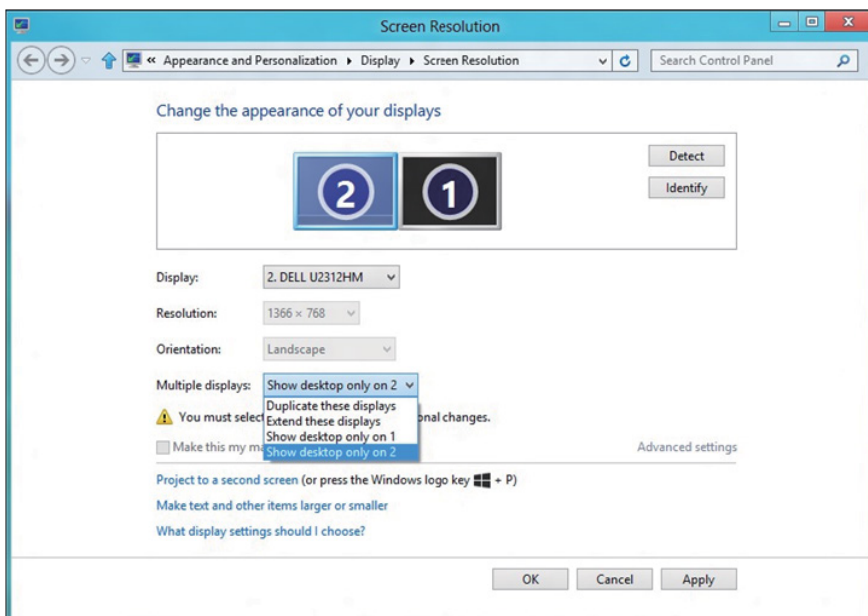 Screen Resolution
« Appearance and Personalization ▸ Display ▸ Screen Resolution
Search Control Panel
Change the appearance of your displays
2
1
Detect
Identify
Display: 2. DELL U2312HM
Resolution: 1366 × 768
Orientation: Landscape
Multiple displays: Show desktop only on 2
Duplicate these displays
You must select onal changes.
Extend these displays
Show desktop only on 1
Make this my ma
Show desktop only on 2
Advanced settings
Project to a second screen (or press the Windows logo key + P)
Make text and other items larger or smaller
What display settings should I choose?
OK
Cancel
Apply